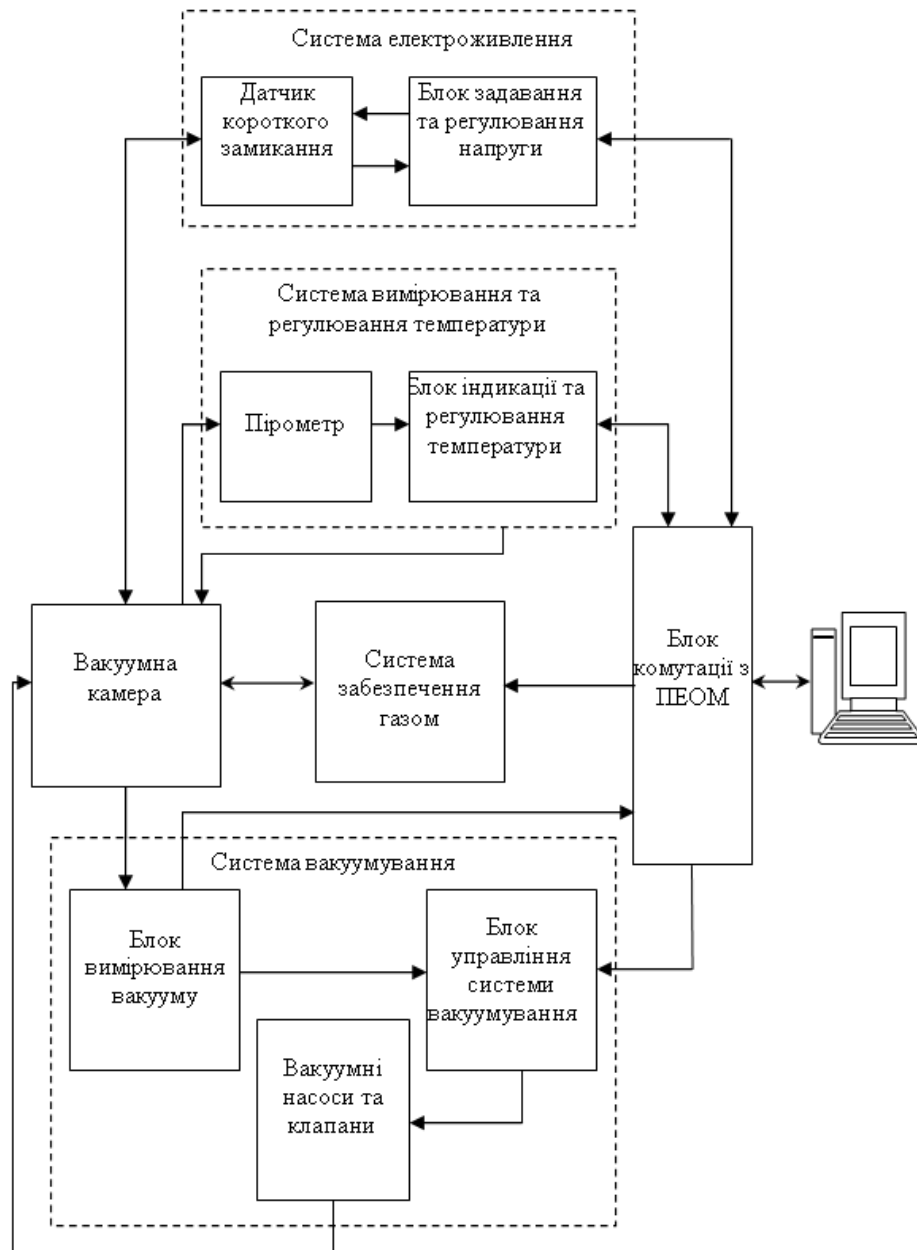 Система електроживлення
Датчик
короткого
замикання
Блок задавання
та регулювання
напруги
Система вимірювання та
регулювання температури
Пірометр
Блок індикації та
регулювання
температури
Вакуумна
камера
Система
забезпечення
газом
Блок
комутації з
ПЕОМ
Система вакуумування
Блок
вимірювання
вакууму
Блок
управління
системи
вакуумування
Вакуумні
насоси та
клапани